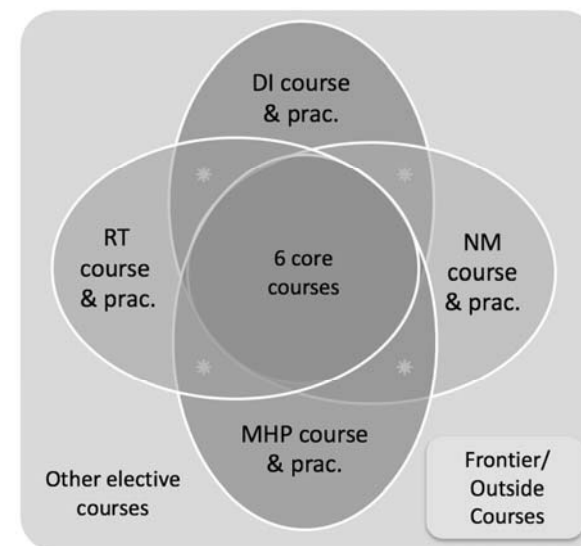 DI course
& prac.
RT
course
& prac.
6 core
courses
NM
course
& prac.
MHP course
& prac.
Other elective
courses
Frontier/
Outside
Courses